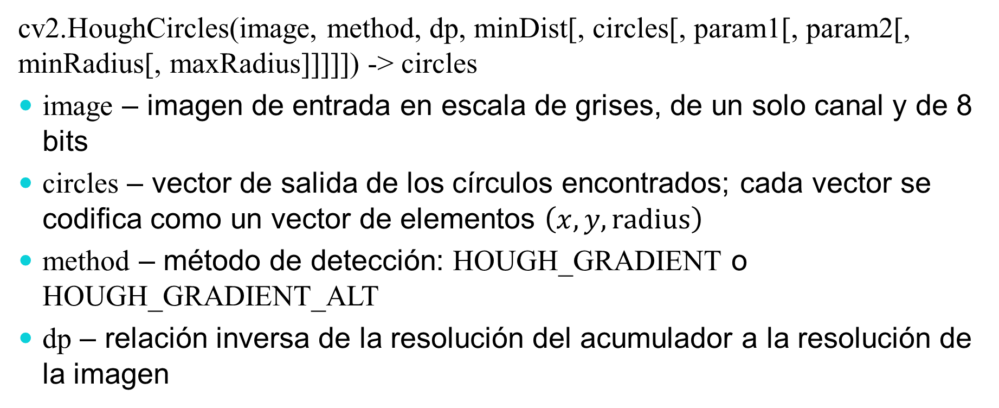 cv2.HoughCircles(image, method, dp, minDist[, circles[, param1[, param2[,
minRadius[, maxRadius]]]]]) -> circles
• image – imagen de entrada en escala de grises, de un solo canal y de 8
bits
• circles – vector de salida de los círculos encontrados; cada vector se
codifica como un vector de elementos (x, y, radius)
• method – método de detección: HOUGH_GRADIENT o
HOUGH_GRADIENT_ALT
• dp – relación inversa de la resolución del acumulador a la resolución de
la imagen